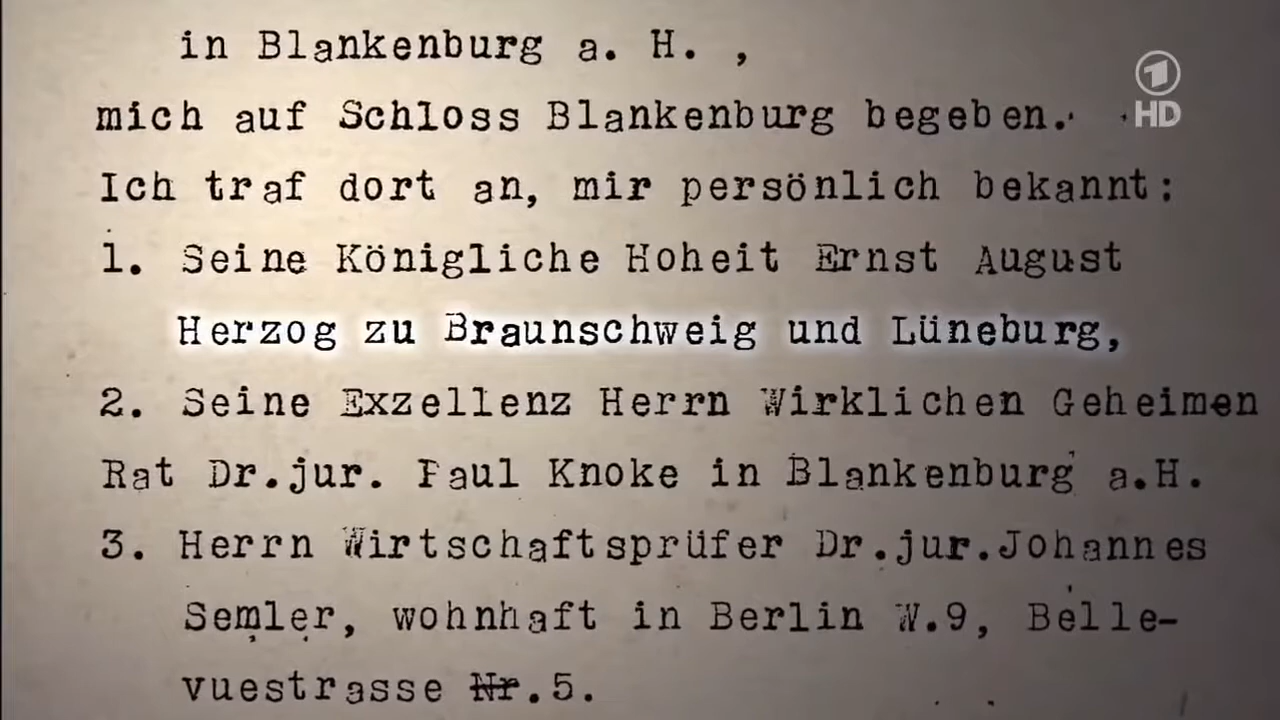 in Blankenburg a. H. ,
1
HD
mich auf Schloss Blankenburg begeben.
Ich traf dort an, mir persönlich bekannt:
1. Seine Königliche Hoheit Ernst August
Herzog zu Braunschweig und Lüneburg,
2. Seine Exzellenz Herrn Wirklichen Geheimen
Rat Dr.jur. Paul Knoke in Blankenburg a.H.
3. Herrn Wirtschaftsprüfer Dr.jur.Johannes
Semler, wohnhaft in Berlin W.9, Belle-
vuestrasse Nr.5.